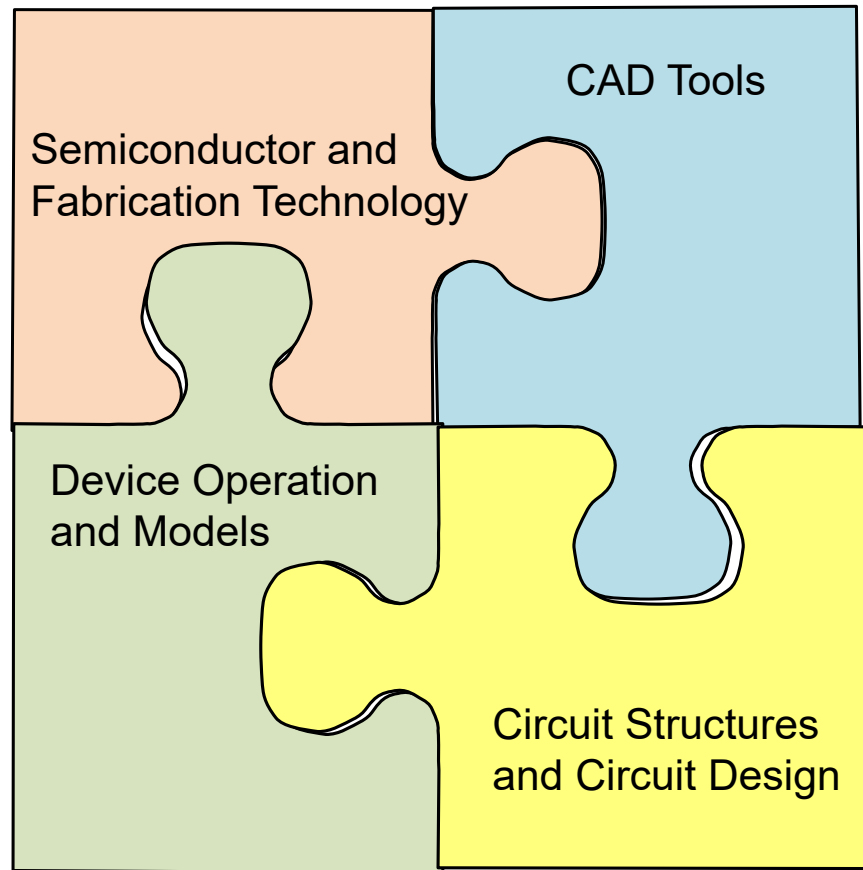 CAD Tools
Semiconductor and
Fabrication Technology
Device Operation
and Models
Circuit Structures
and Circuit Design